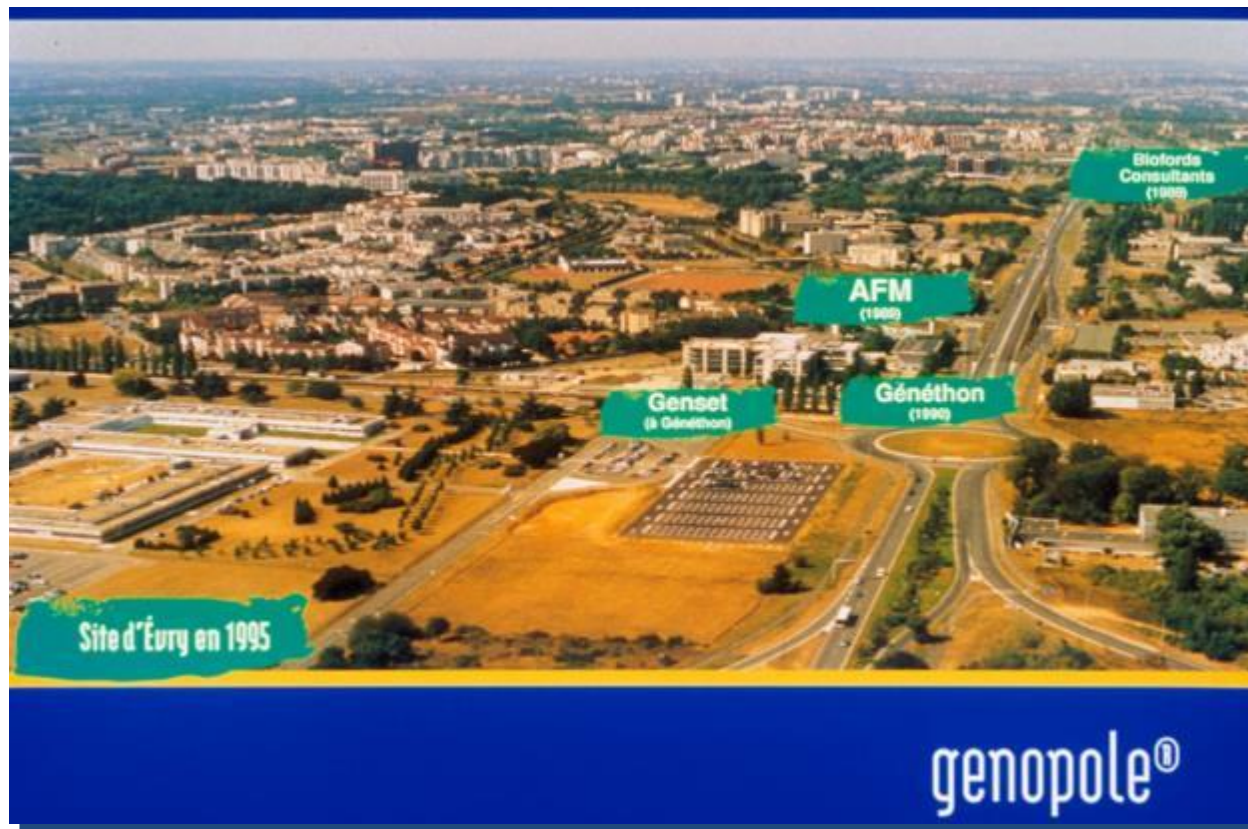 Biofords
Consultants
(1989)
AFM
(1989)
Genset
(à Généthon)
Généthon
(1990)
Site d'Évry en 1995
genopole®